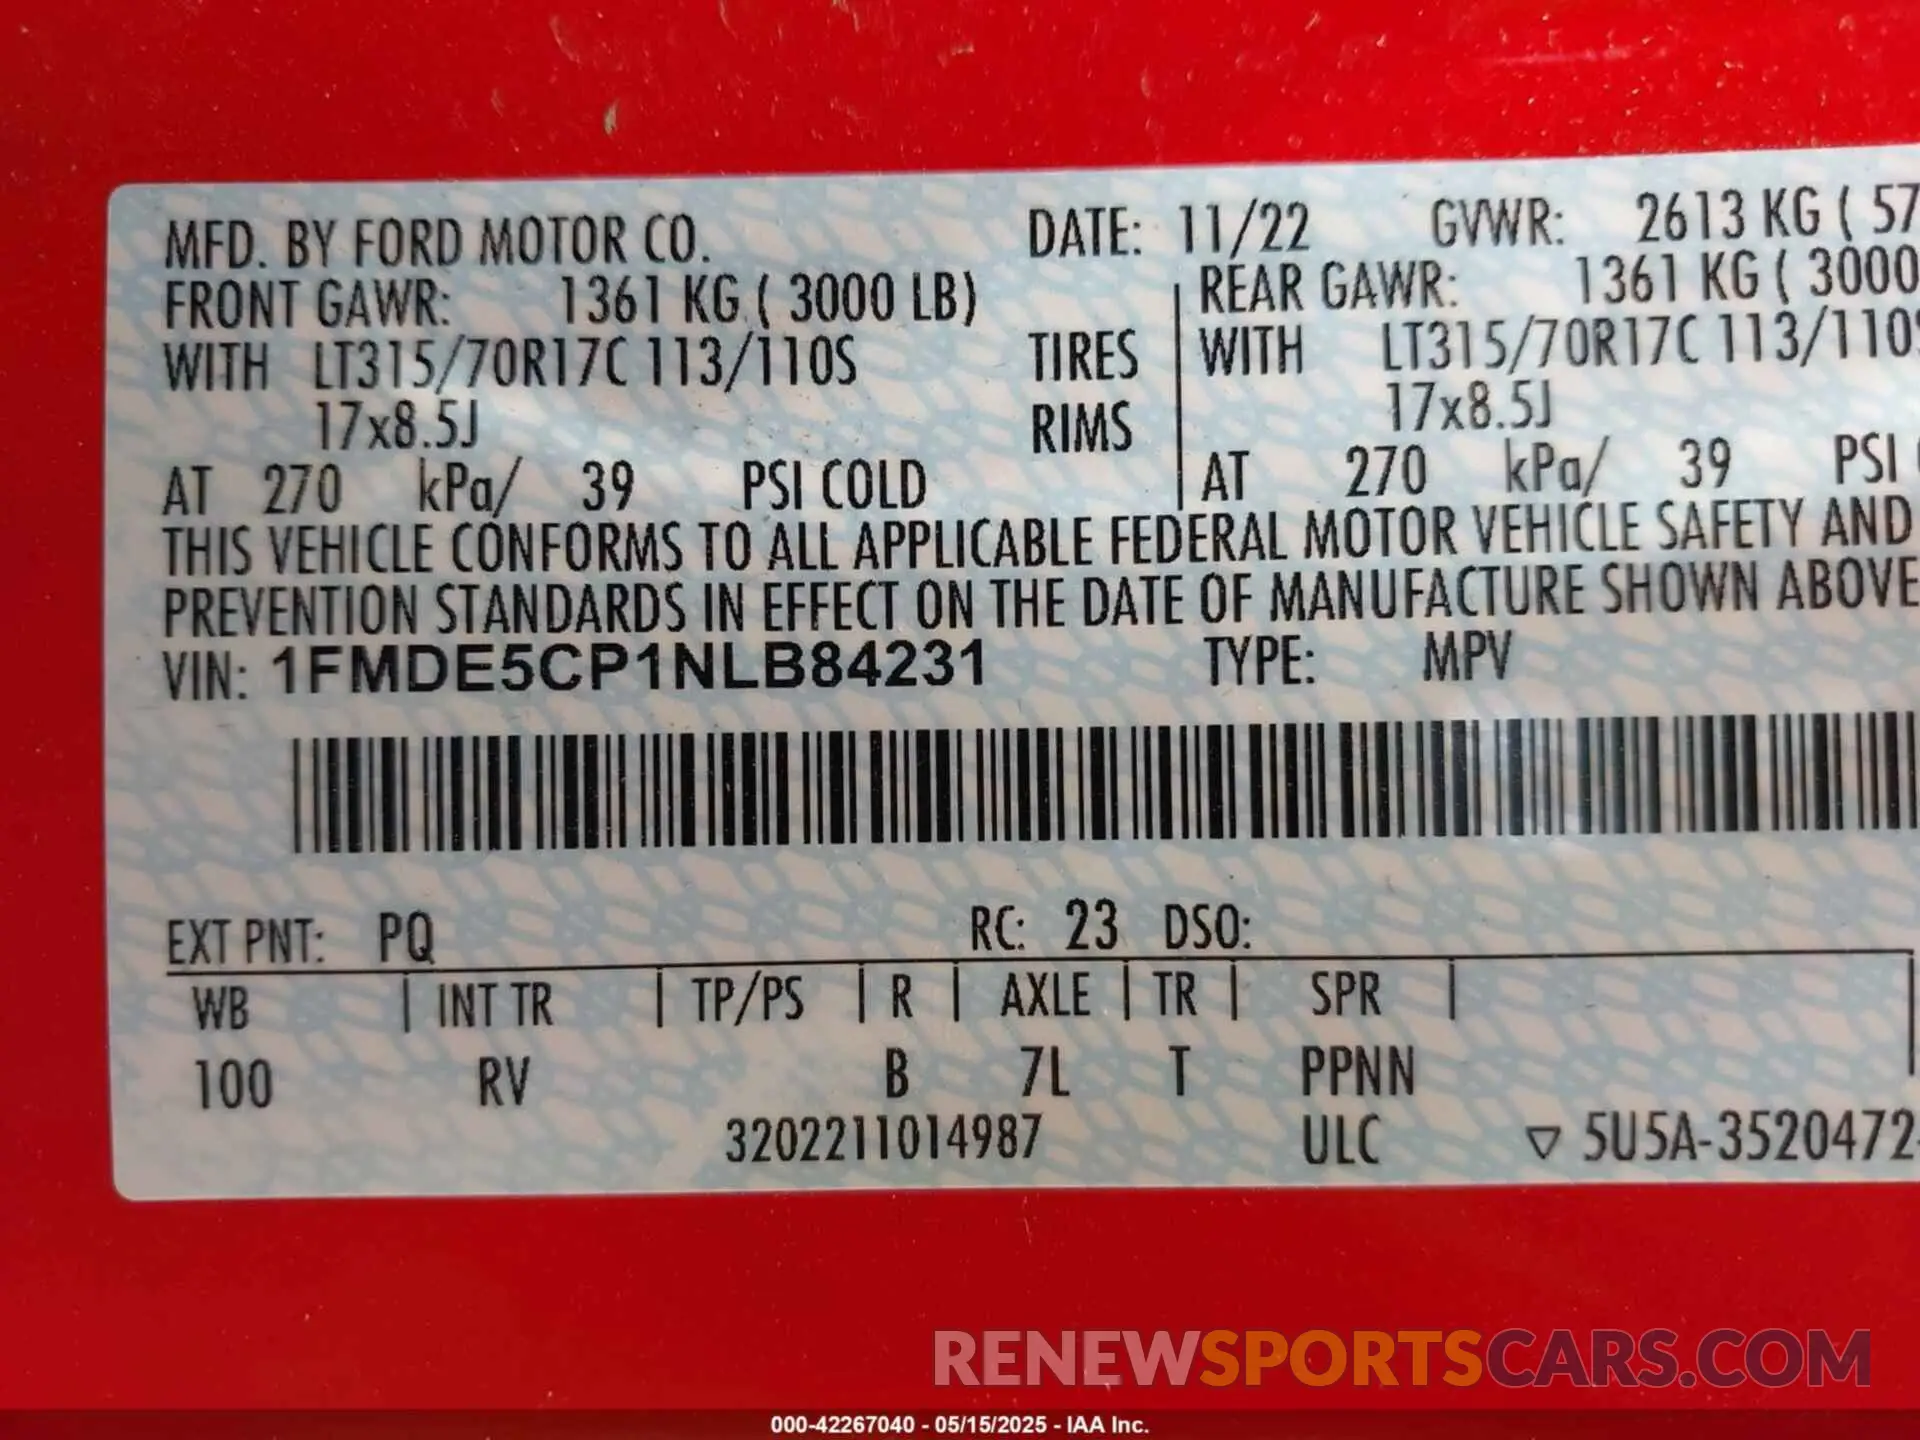 MFD. BY FORD MOTOR CO. DATE: 11/22 GVWR: 2613 KG ( 57
FRONT GAWR: 1361 KG ( 3000 LB) REAR GAWR: 1361 KG ( 3000
WITH LT315/70R17C 113/110S TIRES WITH LT315/70R17C 113/110S
17x8.5J RIMS 17x8.5J
AT 270 kPa/ 39 PSI COLD AT 270 kPa/ 39 PSI
THIS VEHICLE CONFORMS TO ALL APPLICABLE FEDERAL MOTOR VEHICLE SAFETY AND
PREVENTION STANDARDS IN EFFECT ON THE DATE OF MANUFACTURE SHOWN ABOVE
VIN: 1FMDE5CP1NLB84231 TYPE: MPV
EXT PNT: PQ RC: 23 DSO:
WB | INT TR | TP/PS | R | AXLE | TR | SPR |
100 RV B 7L T PPNN
3202211014987 ULC ▽ 5U5A-3520472-
RENEWSPORTSCARS.COM
000-42267040 - 05/15/2025 - IAA Inc.